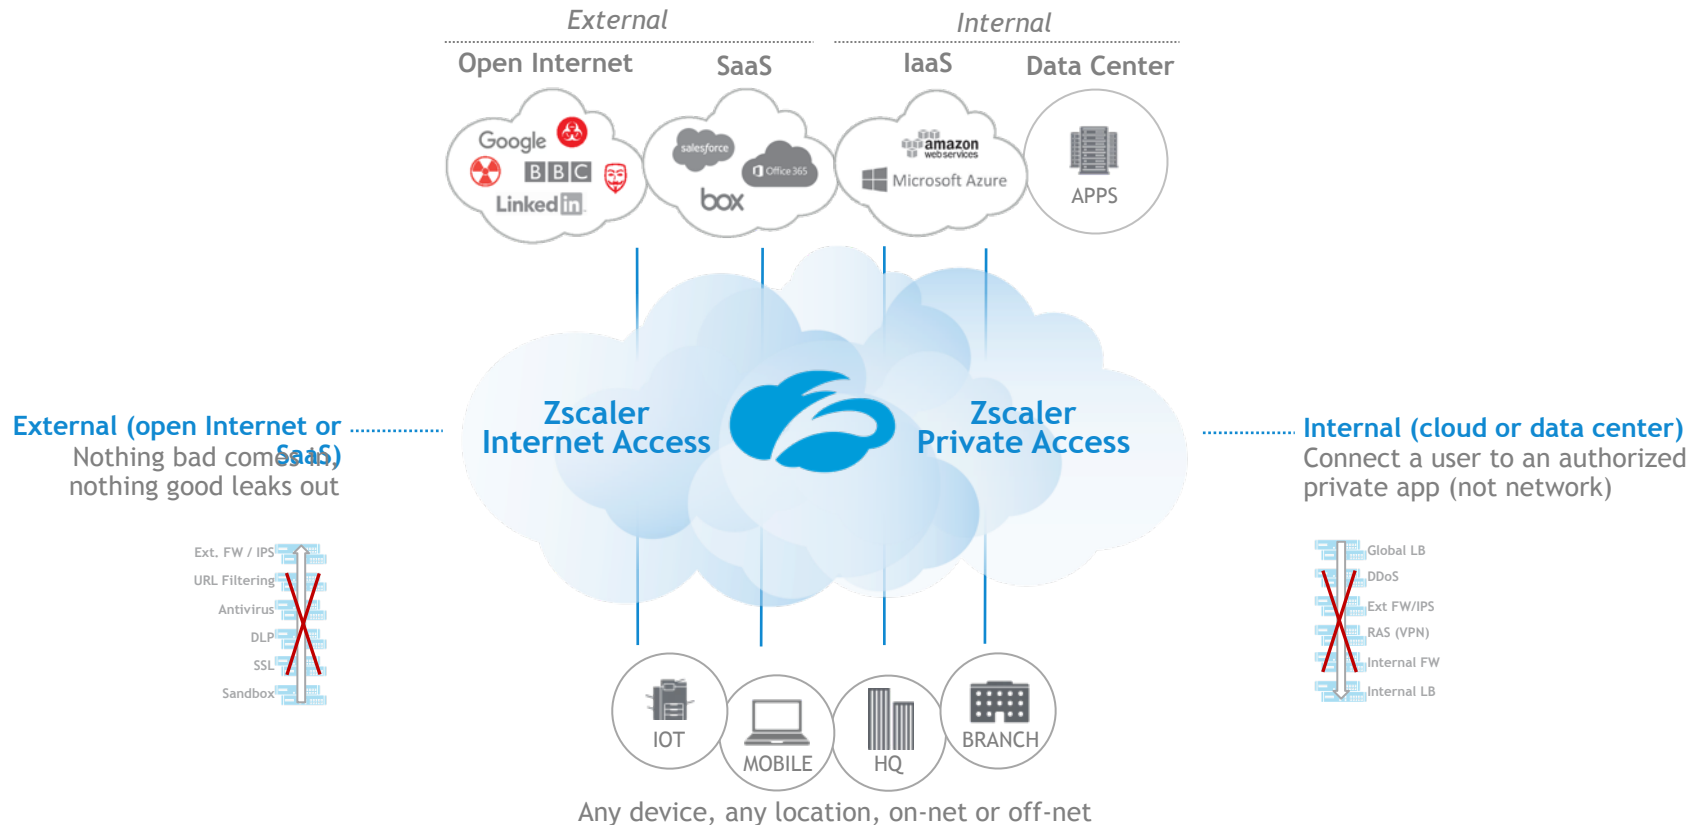 External
Internal
Open Internet
SaaS
IaaS
Data Center
Google
BBC
Linked in
salesforce
Office 365
box
amazon
webservices
Microsoft Azure
APPS
Zscaler
Internet Access
Zscaler
Private Access
External (open Internet or
SaaS)
Nothing bad comes in,
nothing good leaks out
Internal (cloud or data center)
Connect a user to an authorized
private app (not network)
Ext. FW / IPS
URL Filtering
Antivirus
DLP
SSL
Sandbox
Global LB
DDoS
Ext FW/IPS
RAS (VPN)
Internal FW
Internal LB
IOT
MOBILE
HQ
BRANCH
Any device, any location, on-net or off-net